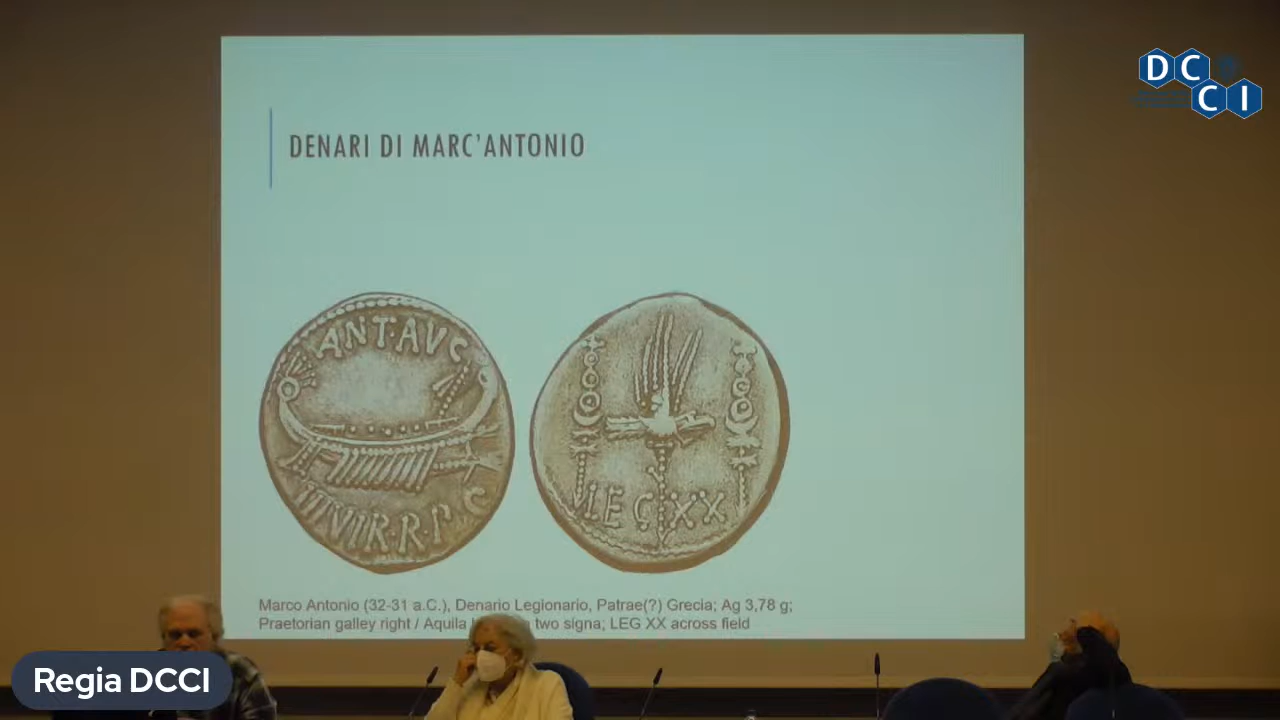 DENARI DI MARC'ANTONIO
ANT·AVC
III·VIR·R·P·C
LEG XX
Marco Antonio (32-31 a.C.), Denario Legionario, Patrae(?) Grecia; Ag 3,78 g;
Praetorian galley right / Aquila two signa; LEG XX across field
DC
CI
Regia DCCI